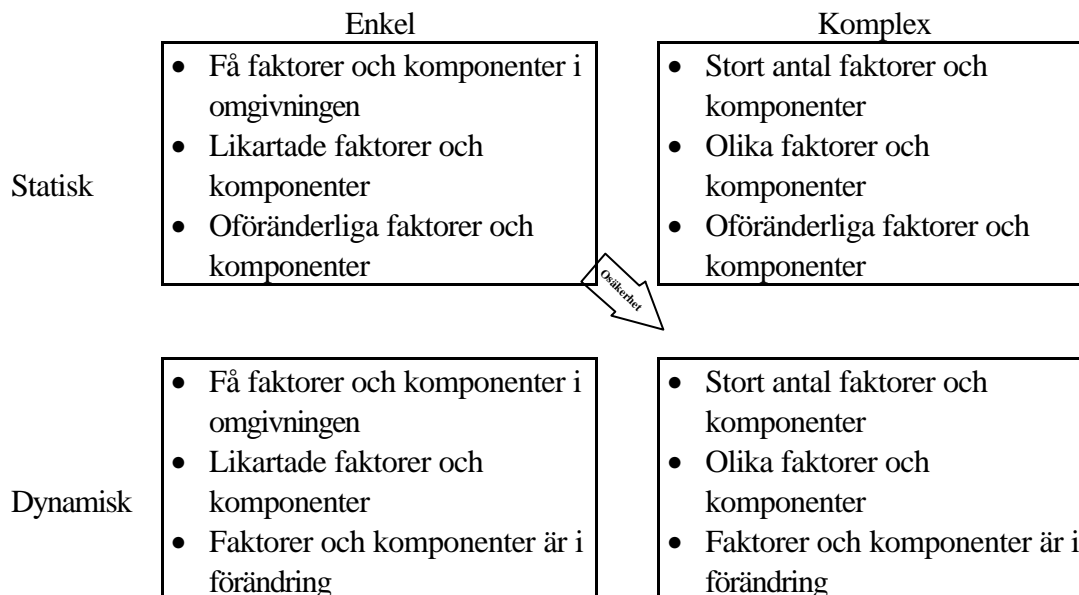 Enkel
Komplex
Statisk
• Få faktorer och komponenter i
omgivningen
• Likartade faktorer och
komponenter
• Oföränderliga faktorer och
komponenter
• Stort antal faktorer och
komponenter
• Olika faktorer och
komponenter
• Oföränderliga faktorer och
komponenter
Osäkerhet
Dynamisk
• Få faktorer och komponenter i
omgivningen
• Likartade faktorer och
komponenter
• Faktorer och komponenter är i
förändring
• Stort antal faktorer och
komponenter
• Olika faktorer och
komponenter
• Faktorer och komponenter är i
förändring